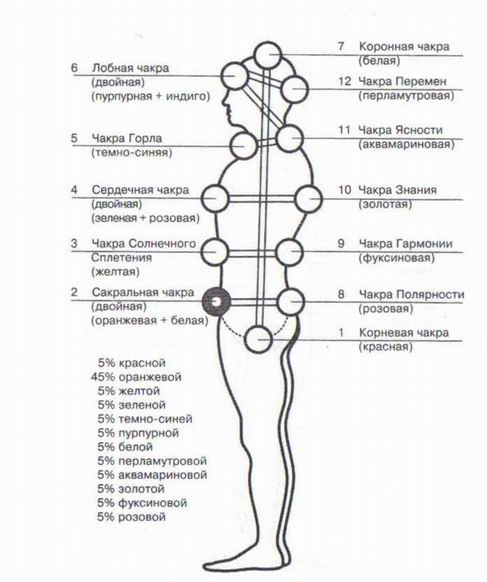 7 Коронная чакра
(белая)
6 Лобная чакра
(двойная)
(пурпурная + индиго)
12 Чакра Перемен
(перламутровая)
5 Чакра Горла
(темно-синяя)
11 Чакра Ясности
(аквамариновая)
4 Сердечная чакра
(двойная)
(зеленая + розовая)
10 Чакра Знания
(золотая)
3 Чакра Солнечного
Сплетения
(желтая)
9 Чакра Гармонии
(фуксиновая)
2 Сакральная чакра
(двойная)
(оранжевая + белая)
8 Чакра Полярности
(розовая)
1 Корневая чакра
(красная)
5% красной
45% оранжевой
5% желтой
5% зеленой
5% темно-синей
5% пурпурной
5% белой
5% перламутровой
5% аквамариновой
5% золотой
5% фуксиновой
5% розовой